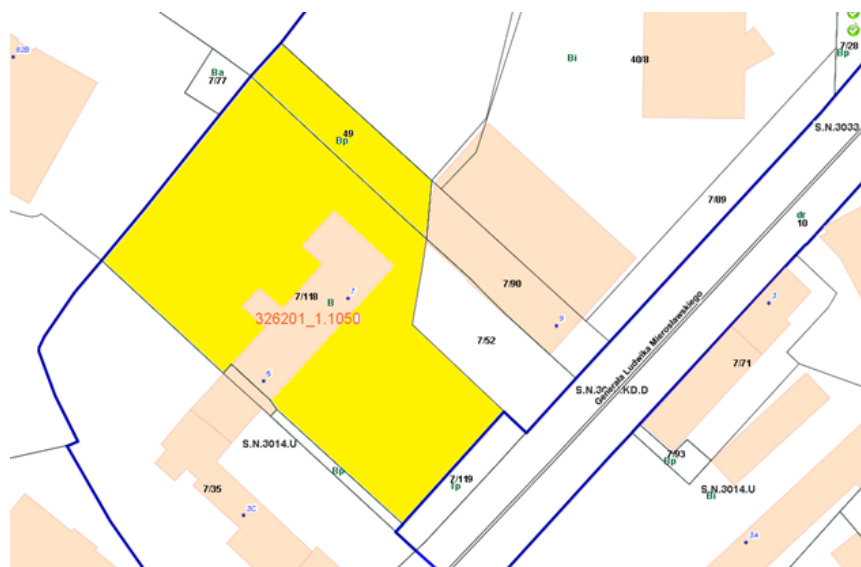 7/28
Bp
62B
Ba
7/77
Bi
40/8
S.N.3033
49
Bp
7/89
dr
10
7/118
B
7
326201_1.1050
7/90
9
3
7/52
Generała Ludwika Mierosławskiego
7/71
5
S.N.3014.U
Bp
7/35
3C
7/119
Tp
7/93
Bp
S.N.3014.U
Bi
3A